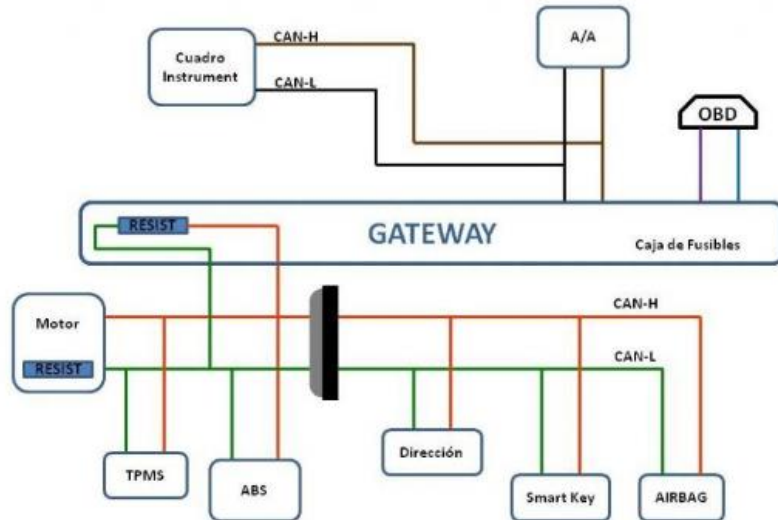 CAN-H
A/A
Cuadro
Instrument
CAN-L
OBD
RESIST
GATEWAY
Caja de Fusibles
Motor
CAN-H
RESIST
CAN-L
TPMS
ABS
Dirección
Smart Key
AIRBAG